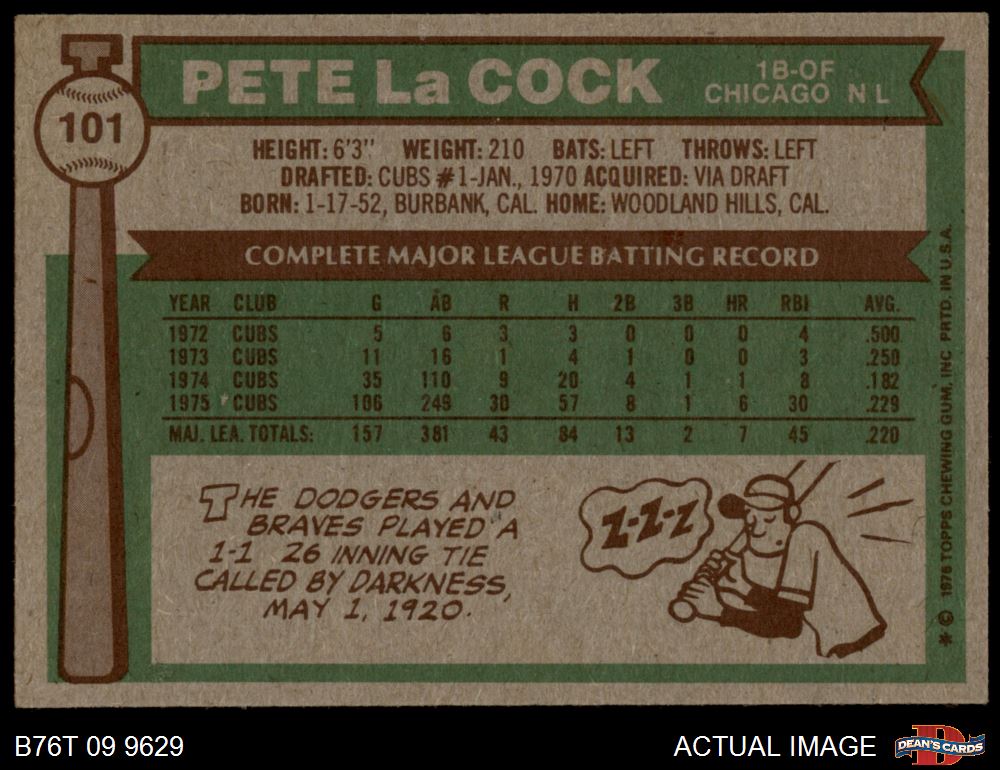 101
PETE La COCK
1B-OF
CHICAGO N L
HEIGHT: 6'3" WEIGHT: 210 BATS: LEFT THROWS: LEFT
DRAFTED: CUBS #1-JAN., 1970 ACQUIRED: VIA DRAFT
BORN: 1-17-52, BURBANK, CAL. HOME: WOODLAND HILLS, CAL.
COMPLETE MAJOR LEAGUE BATTING RECORD
YEAR CLUB G AB R H 2B 3B HR RBI AVG.
1972 CUBS 5 6 3 3 0 0 0 4 .500
1973 CUBS 11 16 1 4 1 0 0 3 .250
1974 CUBS 35 110 9 20 4 1 1 8 .182
1975 CUBS 106 249 30 57 8 1 6 30 .229
MAJ. LEA. TOTALS: 157 381 43 84 13 2 7 45 .220
THE DODGERS AND
BRAVES PLAYED A
1-1 26 INNING TIE
CALLED BY DARKNESS,
MAY 1, 1920.
Z-Z-Z
* © 1976 TOPPS CHEWING GUM, INC. PRTD. IN U.S.A.
B76T 09 9629
ACTUAL IMAGE
D
DEAN'S CARDS